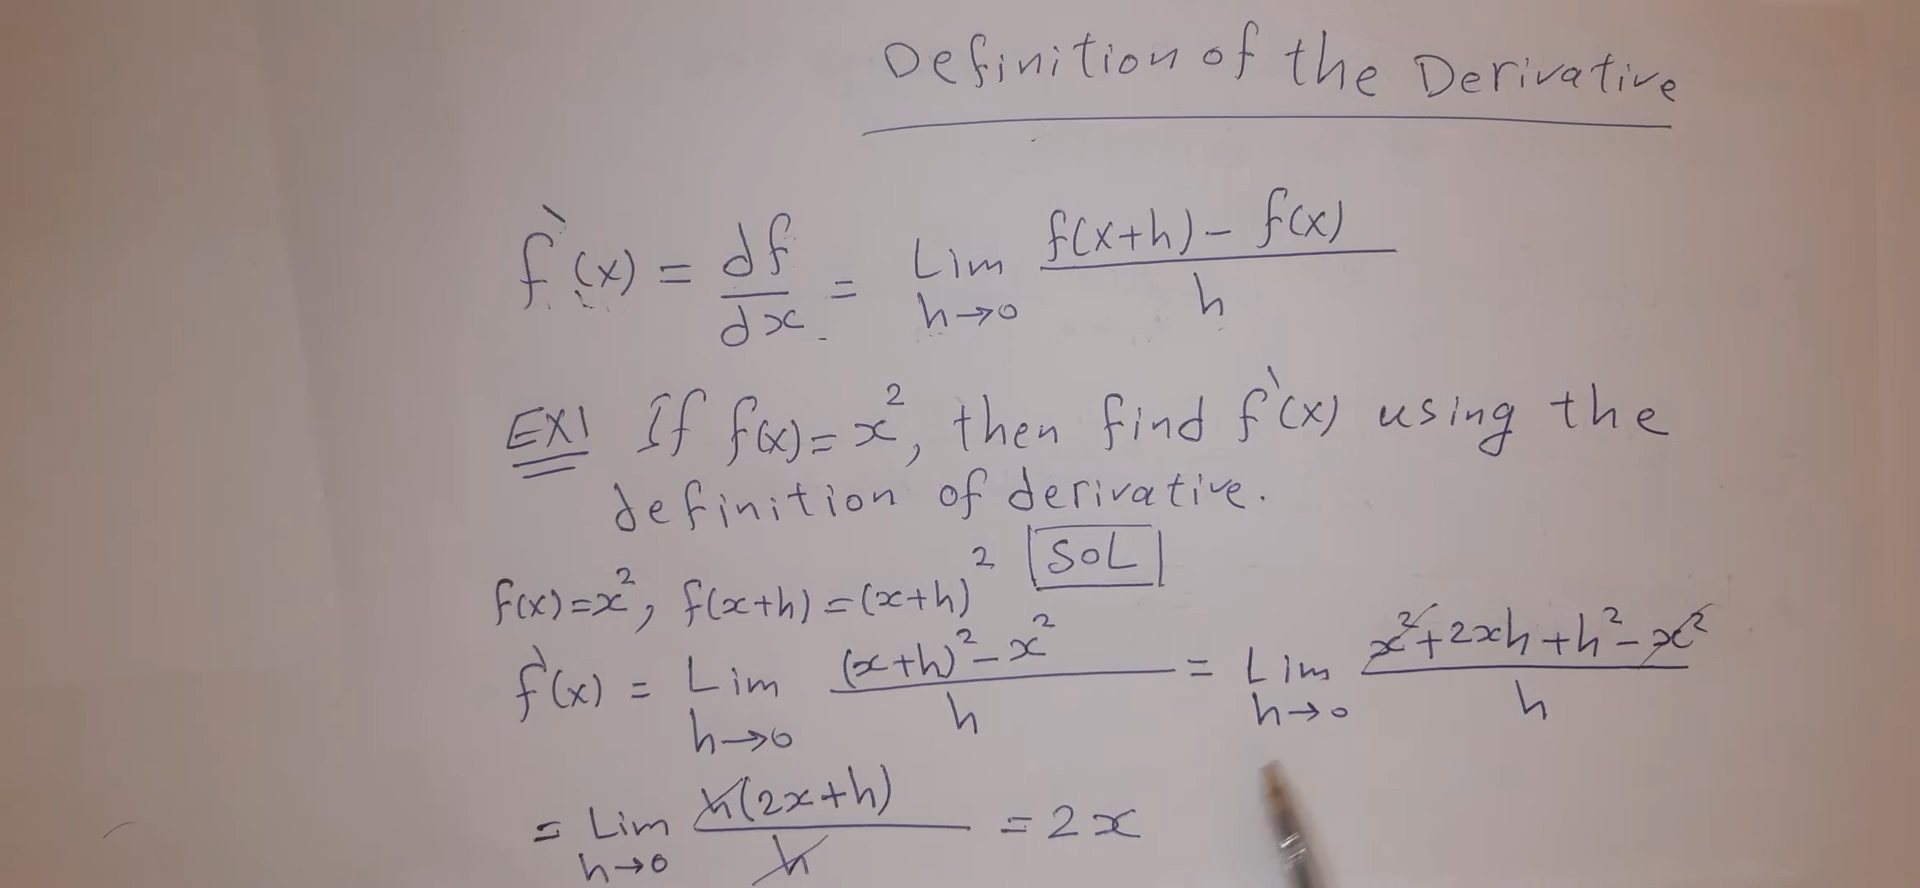 Definition of the Derivative
f`(x) = df/dx = Lim h→0 (f(x+h) - f(x))/h
EX1 If f(x) = x², then find f`(x) using the
definition of derivative.
SOL
f(x) = x², f(x+h) = (x+h)²
f`(x) = Lim h→0 ((x+h)² - x²)/h = Lim h→0 (x² + 2xh + h² - x²)/h
= Lim h→0 h(2x+h)/h = 2x